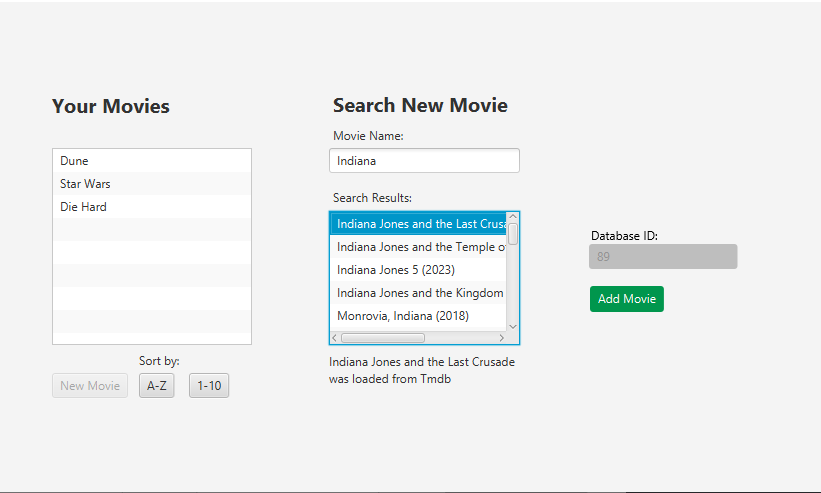 Your Movies
Dune
Star Wars
Die Hard
Sort by:
New Movie
A-Z
1-10
Search New Movie
Movie Name:
Indiana
Search Results:
Indiana Jones and the Last
Indiana Jones and the Temple
Indiana Jones 5 (2023)
Indiana Jones and the Kingdom
Monrovia, Indiana (2018)
Indiana Jones and the Last Crusade
was loaded from Tmdb
Database ID:
89
Add Movie